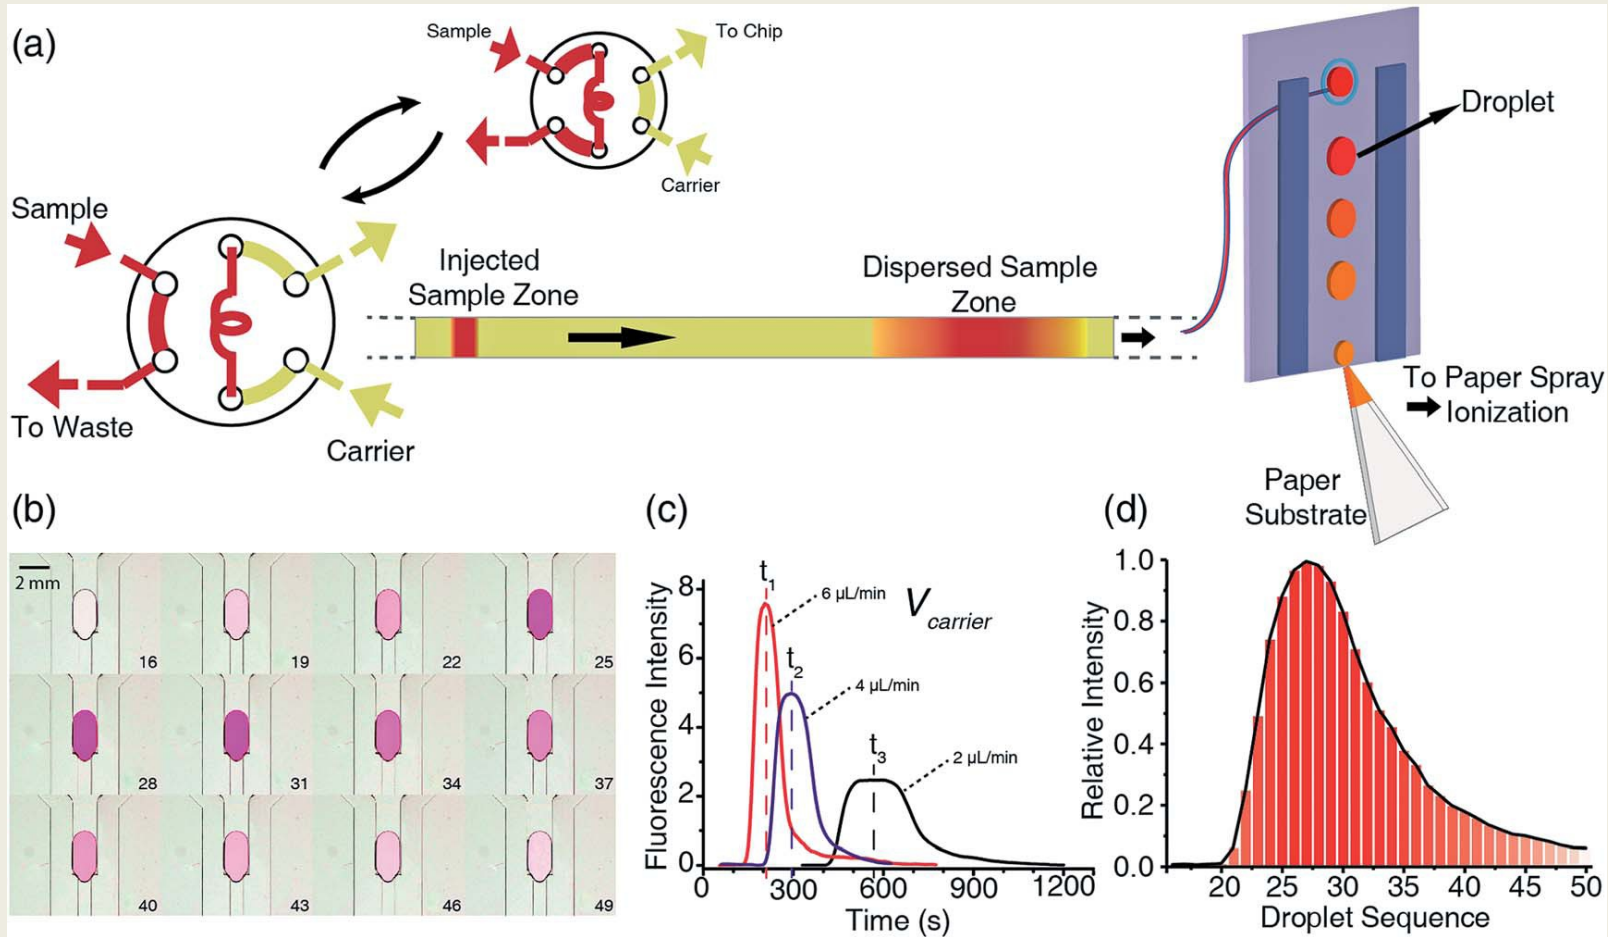 (a)
Sample
To Chip
Carrier
Sample
To Waste
Carrier
Injected
Sample Zone
Dispersed Sample
Zone
Droplet
To Paper Spray
Ionization
Paper
Substrate
(b)
2 mm
16
19
22
25
28
31
34
37
40
43
46
49
(c)
Fluorescence Intensity
8
6
4
2
0
t1
6 µL/min
Vcarrier
t2
4 µL/min
t3
2 µL/min
0
300
600
900
1200
Time (s)
(d)
Relative Intensity
1.0
0.8
0.6
0.4
0.2
0.0
20
25
30
35
40
45
50
Droplet Sequence